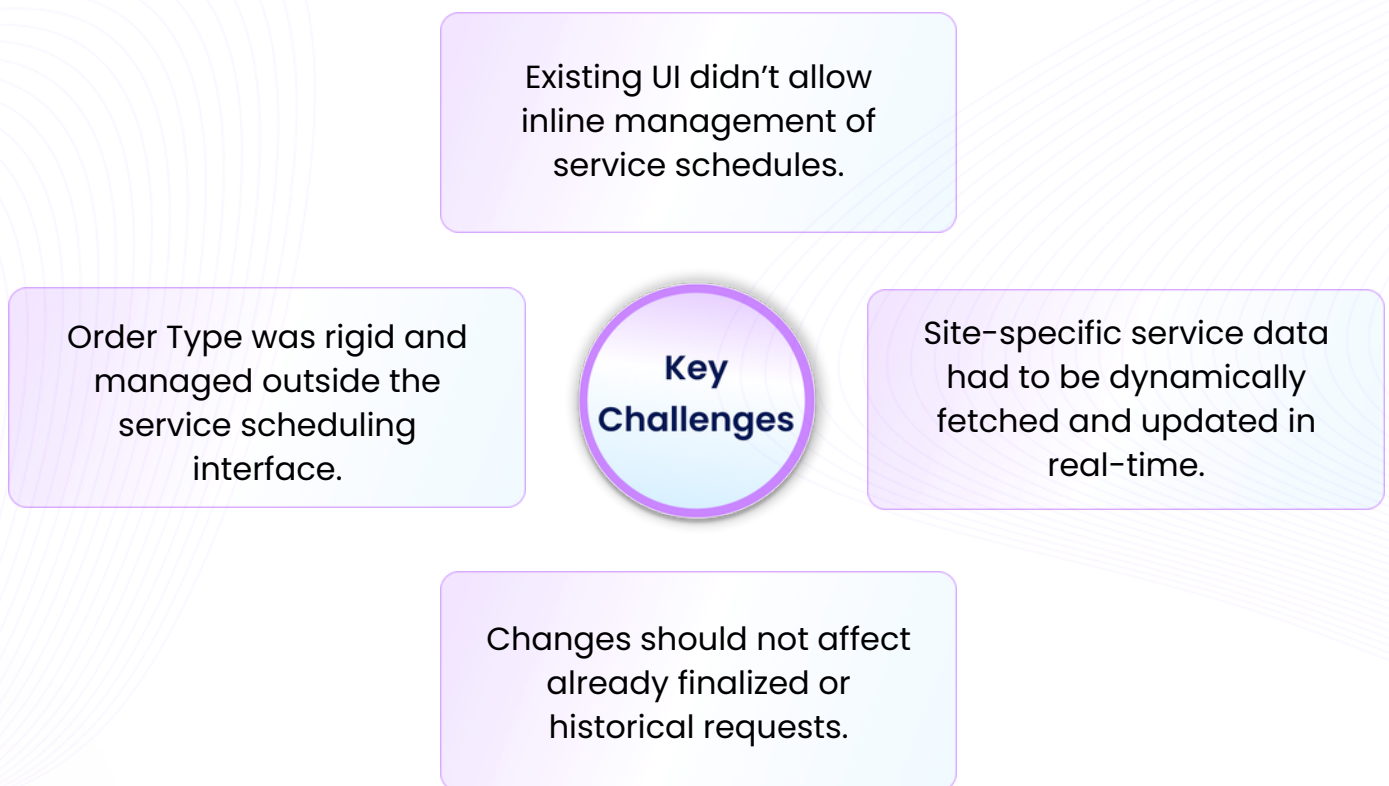 Existing UI didn’t allow
inline management of
service schedules.
Order Type was rigid and
managed outside the
service scheduling
interface.
Key
Challenges
Site-specific service data
had to be dynamically
fetched and updated in
real-time.
Changes should not affect
already finalized or
historical requests.